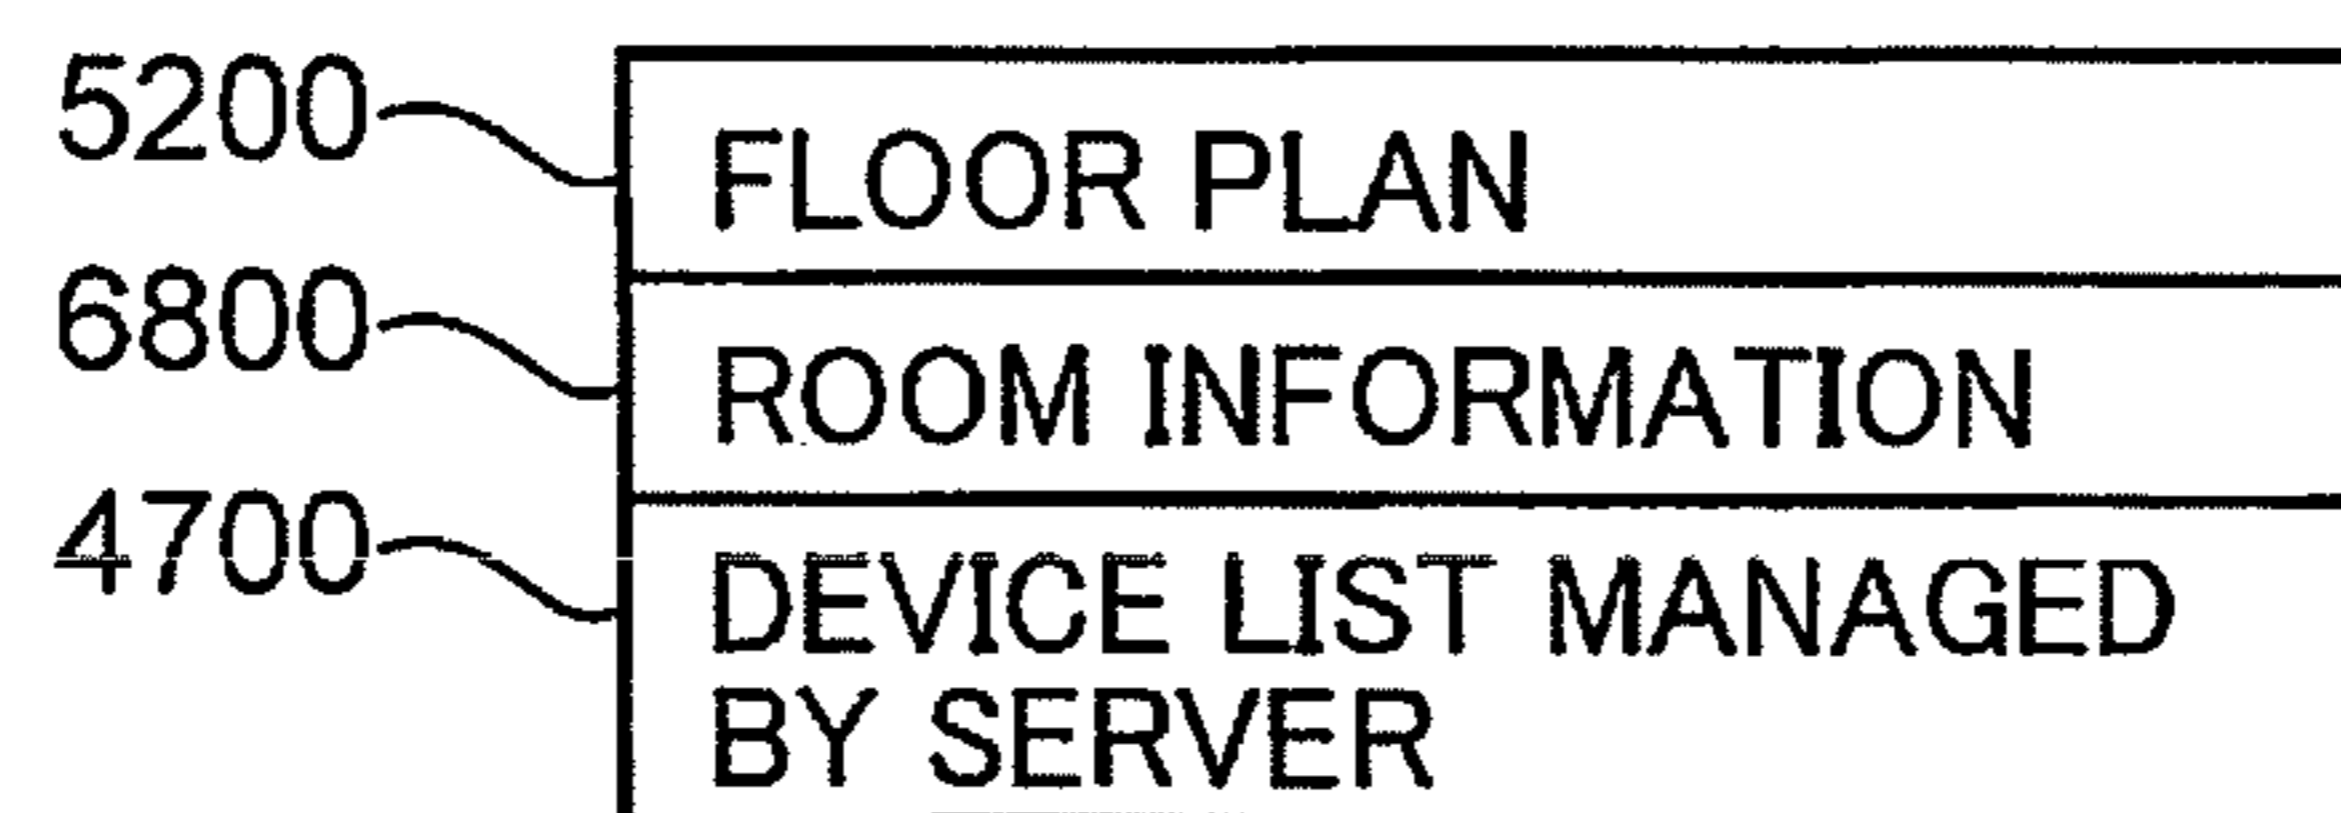 5200 FLOOR PLAN
6800 ROOM INFORMATION
4700 DEVICE LIST MANAGED
BY SERVER